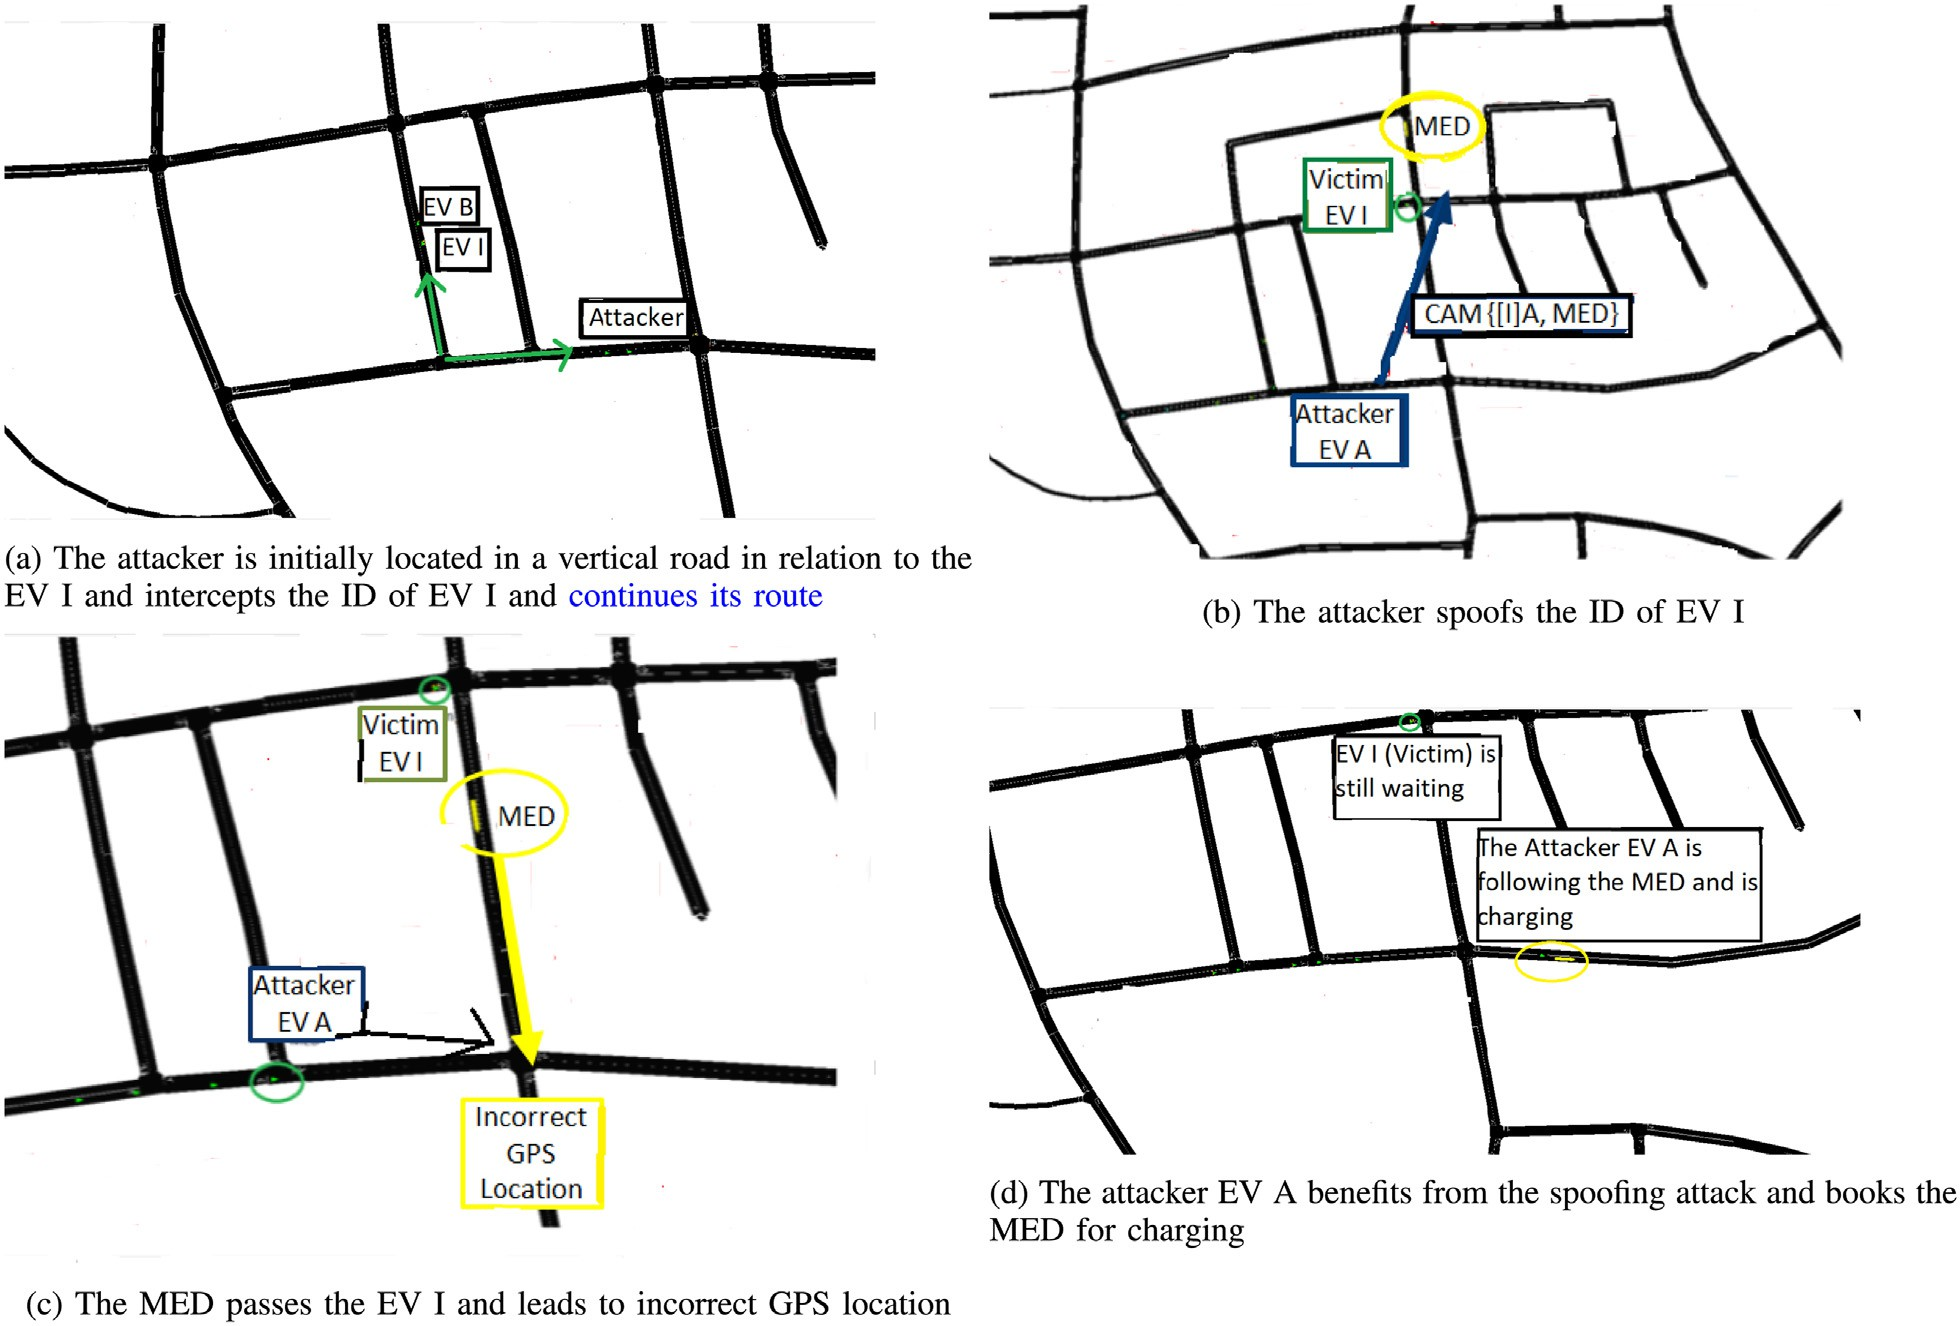 EV B
EV I
Attacker
(a) The attacker is initially located in a vertical road in relation to the
EV I and intercepts the ID of EV I and continues its route
MED
Victim
EV I
CAM {[I]A, MED}
Attacker
EV A
(b) The attacker spoofs the ID of EV I
Victim
EV I
MED
Attacker
EV A
Incorrect
GPS
Location
(c) The MED passes the EV I and leads to incorrect GPS location
EV I (Victim) is
still waiting
The Attacker EV A is
following the MED and is
charging
(d) The attacker EV A benefits from the spoofing attack and books the
MED for charging